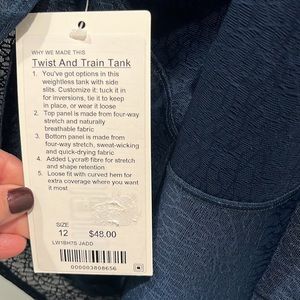 WHY WE MADE THIS
Twist And Train Tank
1. You've got options in this
weightless tank with side
slits. Customize it: tuck it in
for inversions, tie it to keep
in place, or wear it loose
2. Top panel is made from four-way
stretch and naturally
breathable fabric
3. Bottom panel is made from
four-way stretch, sweat-wicking
and quick-drying fabric
4. Added Lycra® fibre for stretch
and shape retention
5. Loose fit with curved hem for
extra coverage where you want
it most
SIZE
12 $48.00
LW1BH7S JADD
000003808656